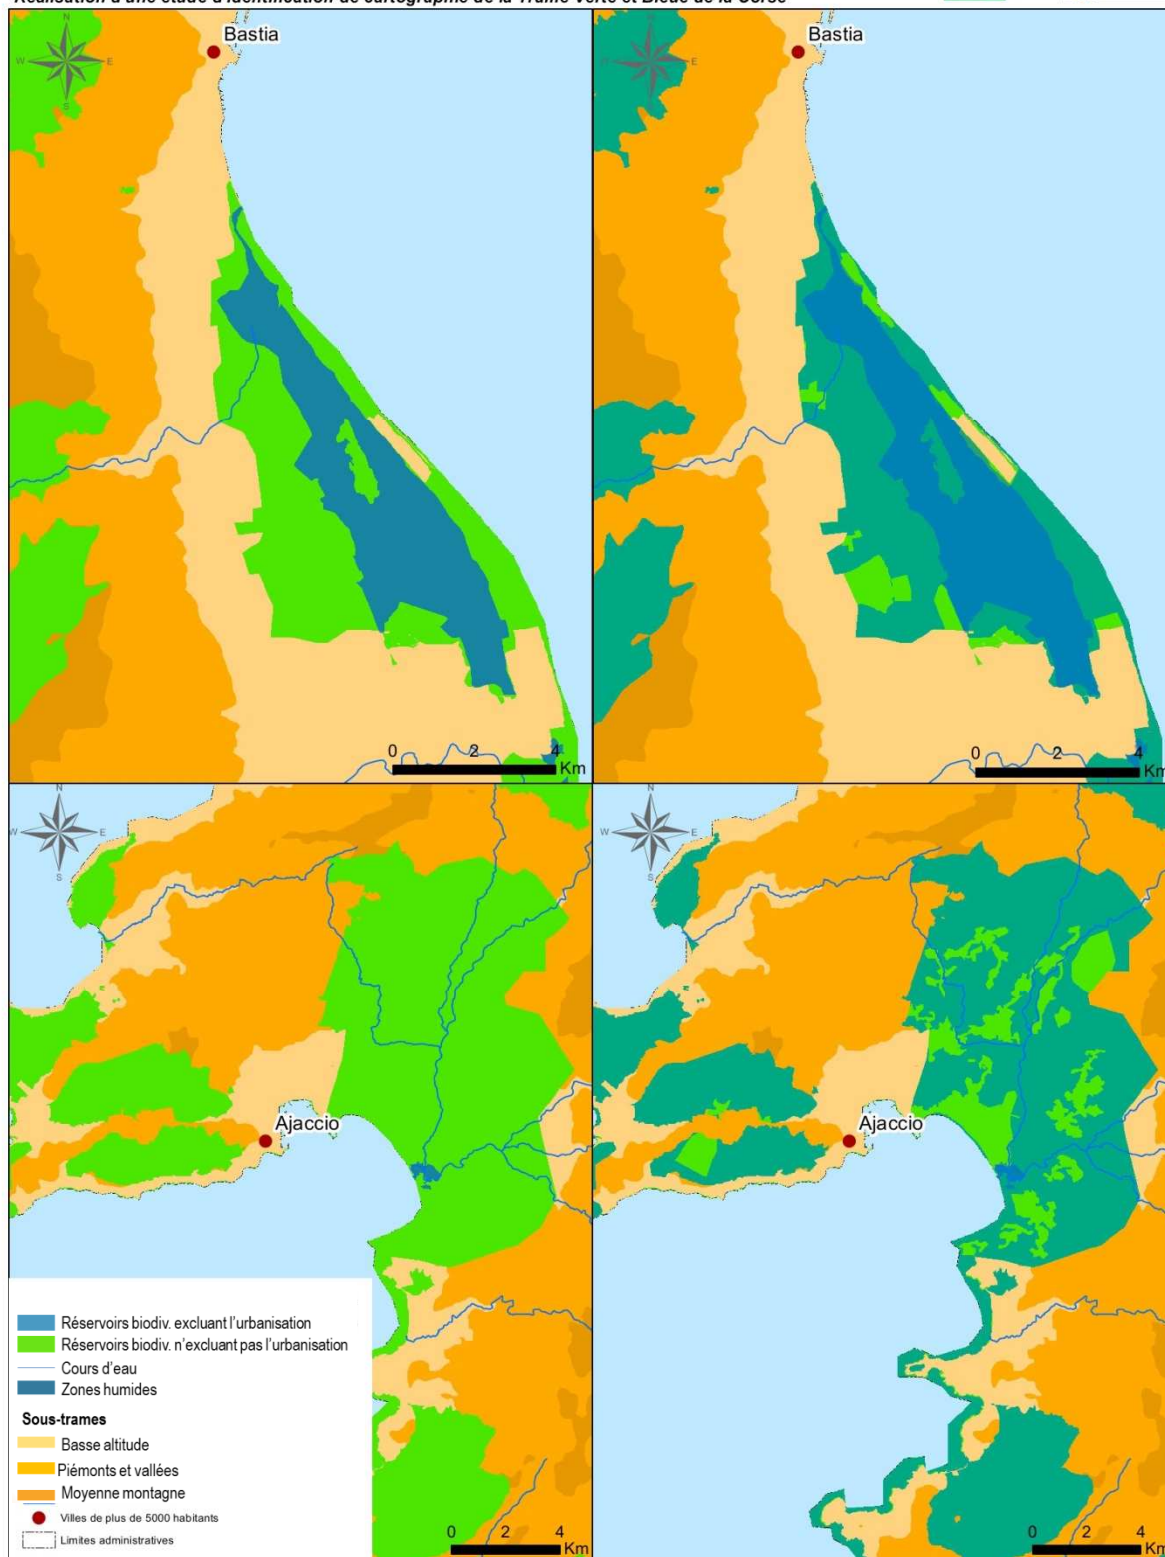 Réalisation d'une étude d'identification de cartographie de la Trame Verte et Bleue de la Corse
N
W E
S
Bastia
0 2 4
Km
N
W E
S
Bastia
0 2 4
Km
N
W E
S
Ajaccio
Réservoirs biodiv. excluant l'urbanisation
Réservoirs biodiv. n'excluant pas l'urbanisation
Cours d'eau
Zones humides
Sous-trames
Basse altitude
Piémonts et vallées
Moyenne montagne
Villes de plus de 5000 habitants
Limites administratives
0 2 4
Km
N
W E
S
Ajaccio
0 2 4
Km